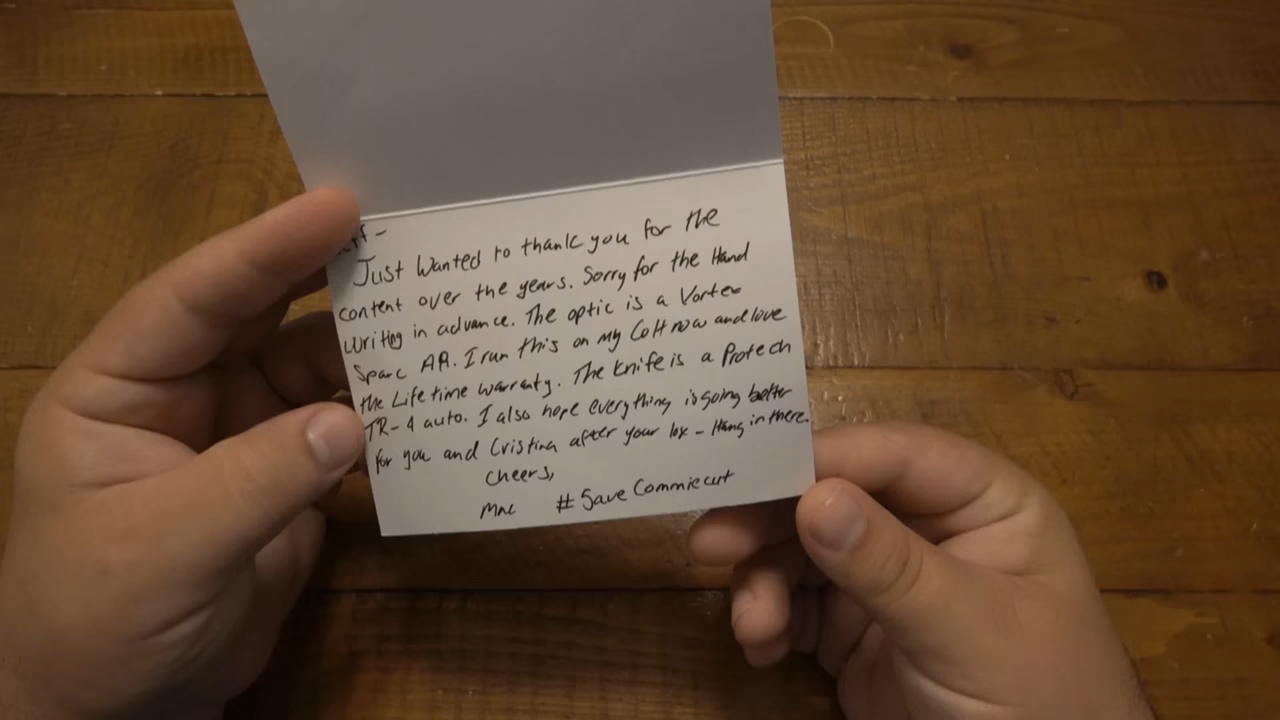 Just Wanted to thank you for the
content over the years. Sorry for the Hand
writing in advance. The optic is a Vortex
Sparc AR. I run this on my Colt now and love
the Life time warranty. The knife is a Protech
TR-4 auto. I also hope everything is going better
for you and Cristina after your lox - Hang in there.
Cheers,
Mac #Save Commiecut